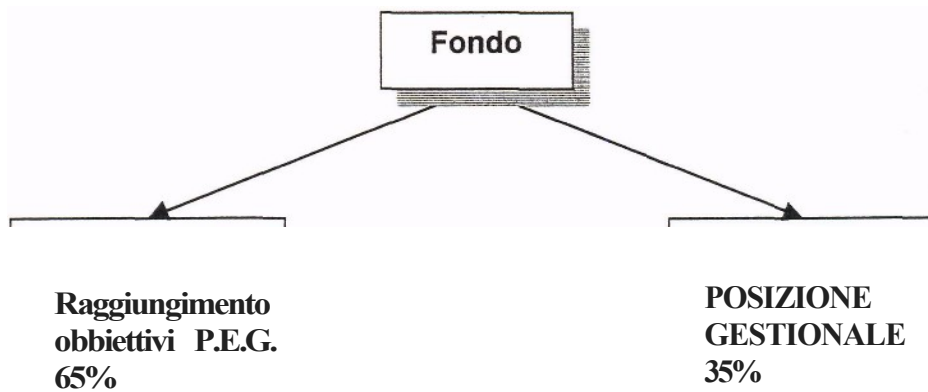 Fondo
Raggiungimento
obbiettivi P.E.G.
65%
POSIZIONE
GESTIONALE
35%